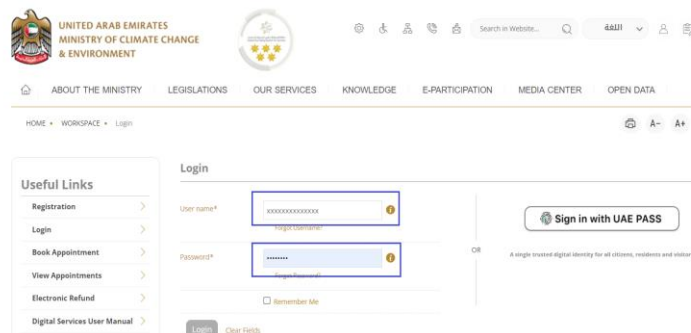 UNITED ARAB EMIRATES
MINISTRY OF CLIMATE CHANGE
& ENVIRONMENT
Search in Website...
اللغة
ABOUT THE MINISTRY LEGISLATIONS OUR SERVICES KNOWLEDGE E-PARTICIPATION MEDIA CENTER OPEN DATA
HOME • WORKSPACE • Login
A- A+
Login
Useful Links
Registration
Login
Book Appointment
View Appointments
Electronic Refund
Digital Services User Manual
User name*
xxxxxxxxxxxxxx
Forgot Username?
Password*
••••••••
Forgot Password?
Remember Me
Login Clear Fields
OR
Sign in with UAE PASS
A single trusted digital identity for all citizens, residents and visitor